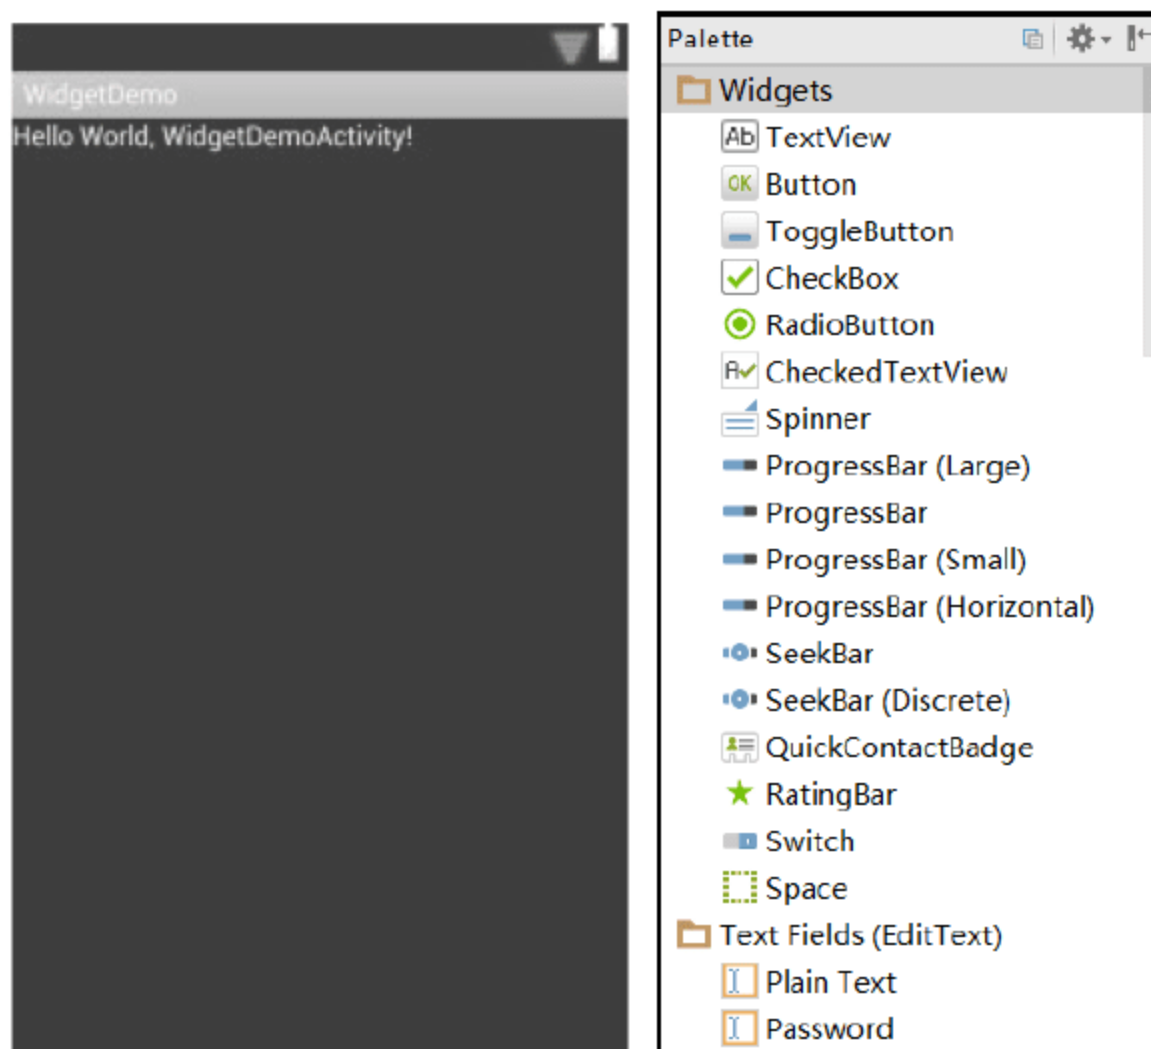 WidgetDemo
Hello World, WidgetDemoActivity!
Palette
Widgets
Ab TextView
OK Button
ToggleButton
CheckBox
RadioButton
A CheckedTextView
Spinner
ProgressBar (Large)
ProgressBar
ProgressBar (Small)
ProgressBar (Horizontal)
SeekBar
SeekBar (Discrete)
QuickContactBadge
RatingBar
Switch
Space
Text Fields (EditText)
Plain Text
Password